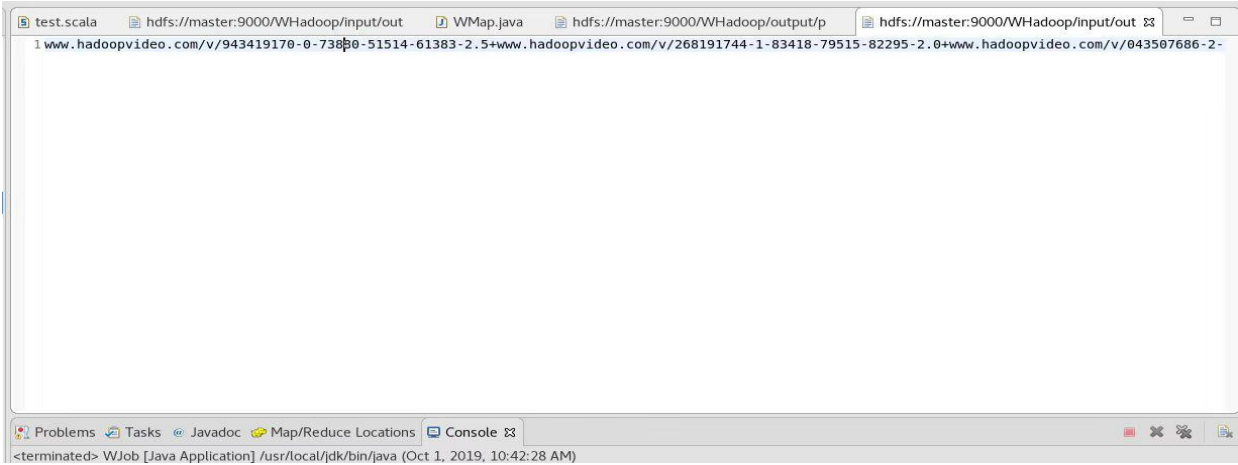 test.scala hdfs://master:9000/WHadoop/input/out WMap.java hdfs://master:9000/WHadoop/output/p hdfs://master:9000/WHadoop/input/out
1 www.hadoopvideo.com/v/943419170-0-73880-51514-61383-2.5+www.hadoopvideo.com/v/268191744-1-83418-79515-82295-2.0+www.hadoopvideo.com/v/043507686-2-
Problems Tasks @ Javadoc Map/Reduce Locations Console
<terminated> WJob [Java Application] /usr/local/jdk/bin/java (Oct 1, 2019, 10:42:28 AM)